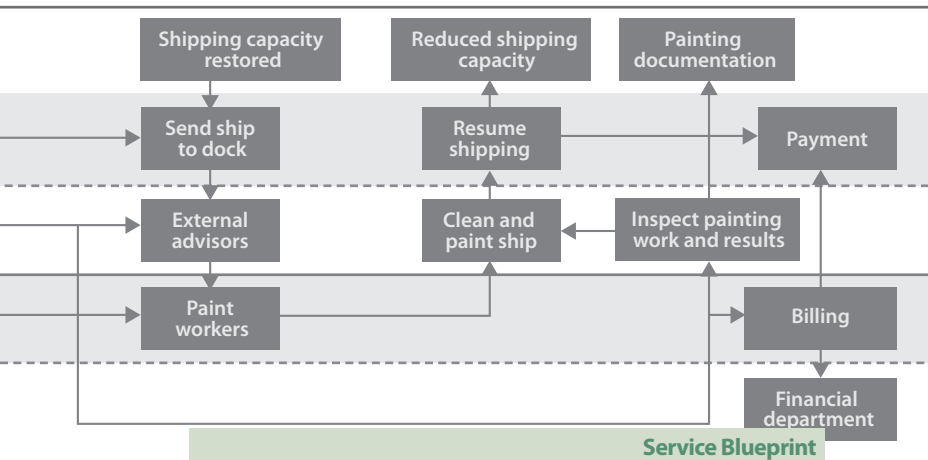 Shipping capacity
restored
Reduced shipping
capacity
Painting
documentation
Send ship
to dock
Resume
shipping
Payment
External
advisors
Clean and
paint ship
Inspect painting
work and results
Paint
workers
Billing
Financial
department
Service Blueprint